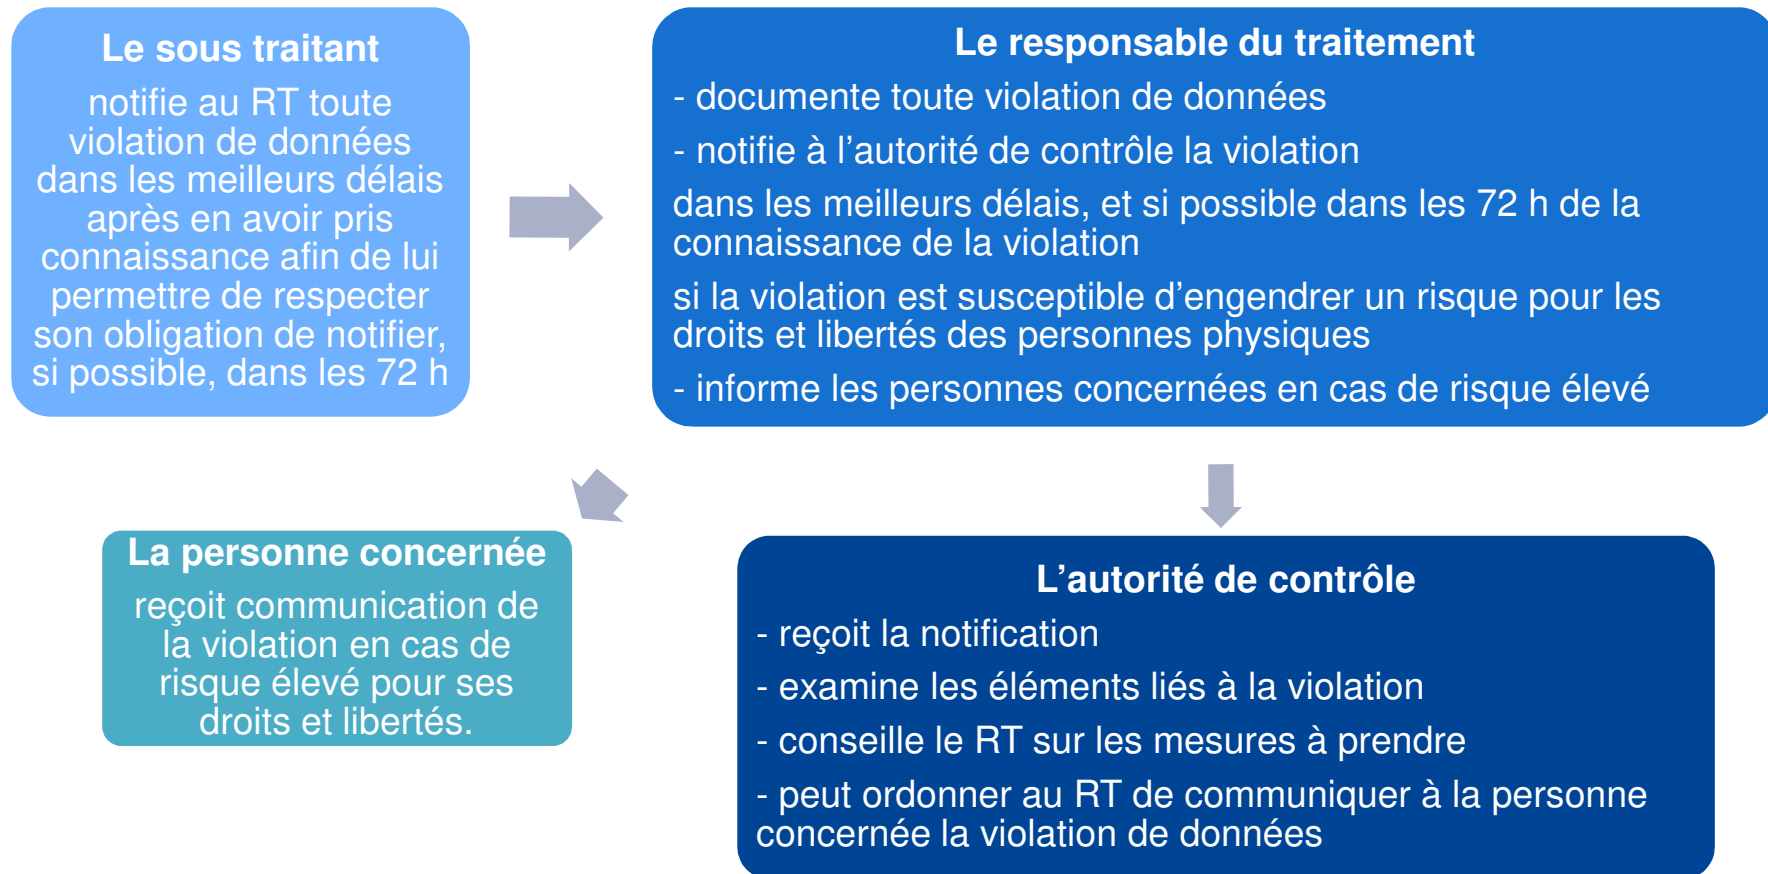 Le sous traitant
notifie au RT toute
violation de données
dans les meilleurs délais
après en avoir pris
connaissance afin de lui
permettre de respecter
son obligation de notifier,
si possible, dans les 72 h
Le responsable du traitement
- documente toute violation de données
- notifie à l’autorité de contrôle la violation
dans les meilleurs délais, et si possible dans les 72 h de la
connaissance de la violation
si la violation est susceptible d’engendrer un risque pour les
droits et libertés des personnes physiques
- informe les personnes concernées en cas de risque élevé
La personne concernée
reçoit communication de
la violation en cas de
risque élevé pour ses
droits et libertés.
L’autorité de contrôle
- reçoit la notification
- examine les éléments liés à la violation
- conseille le RT sur les mesures à prendre
- peut ordonner au RT de communiquer à la personne
concernée la violation de données